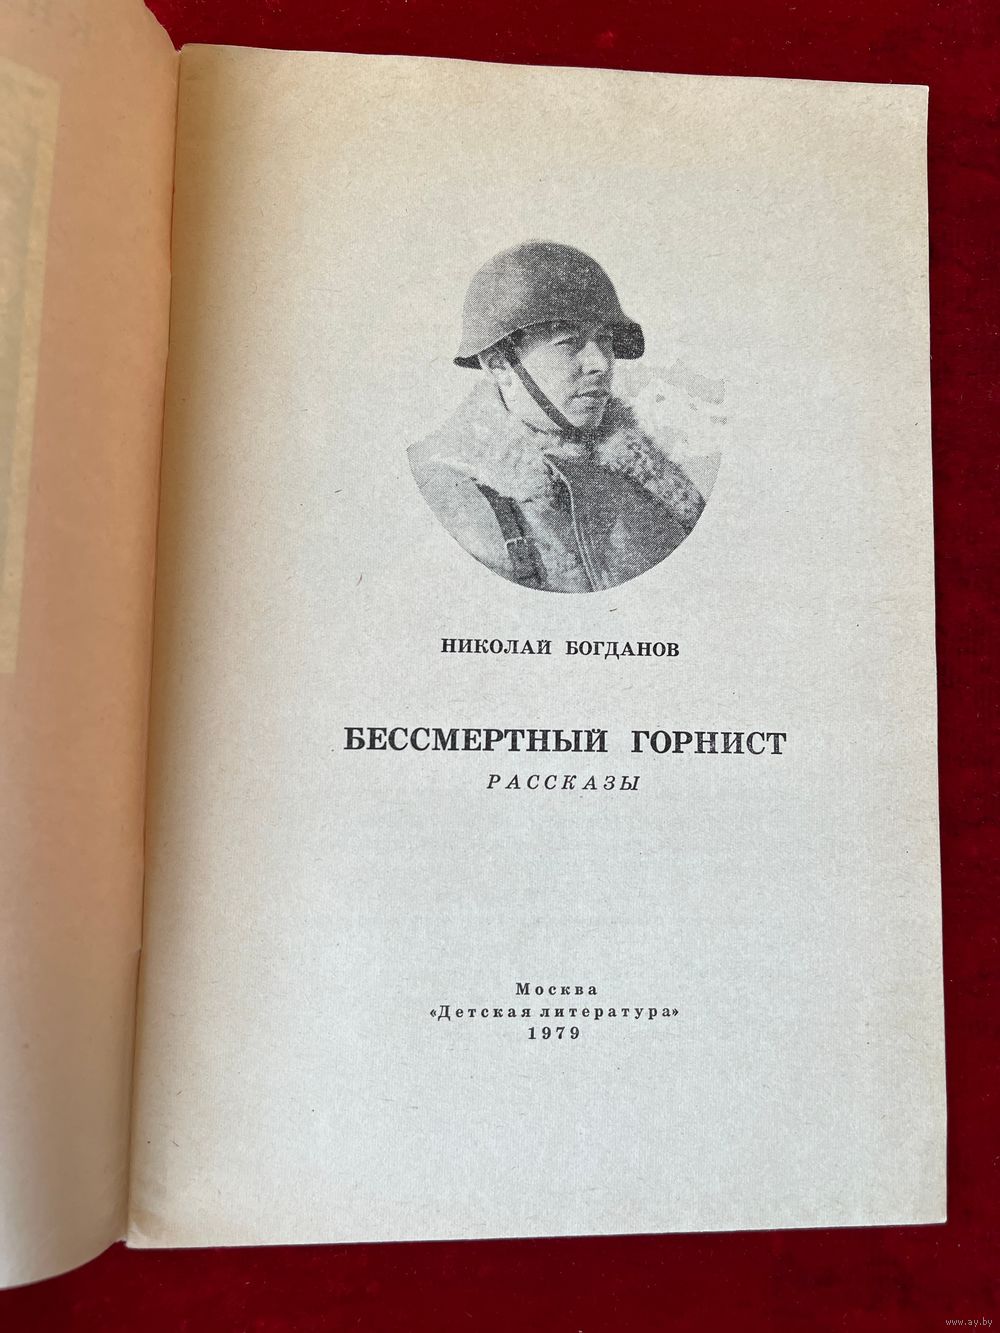 НИКОЛАЙ БОГДАНОВ
БЕССМЕРТНЫЙ ГОРНИСТ
РАССКАЗЫ
Москва
«Детская литература»
1979
www.ay.by